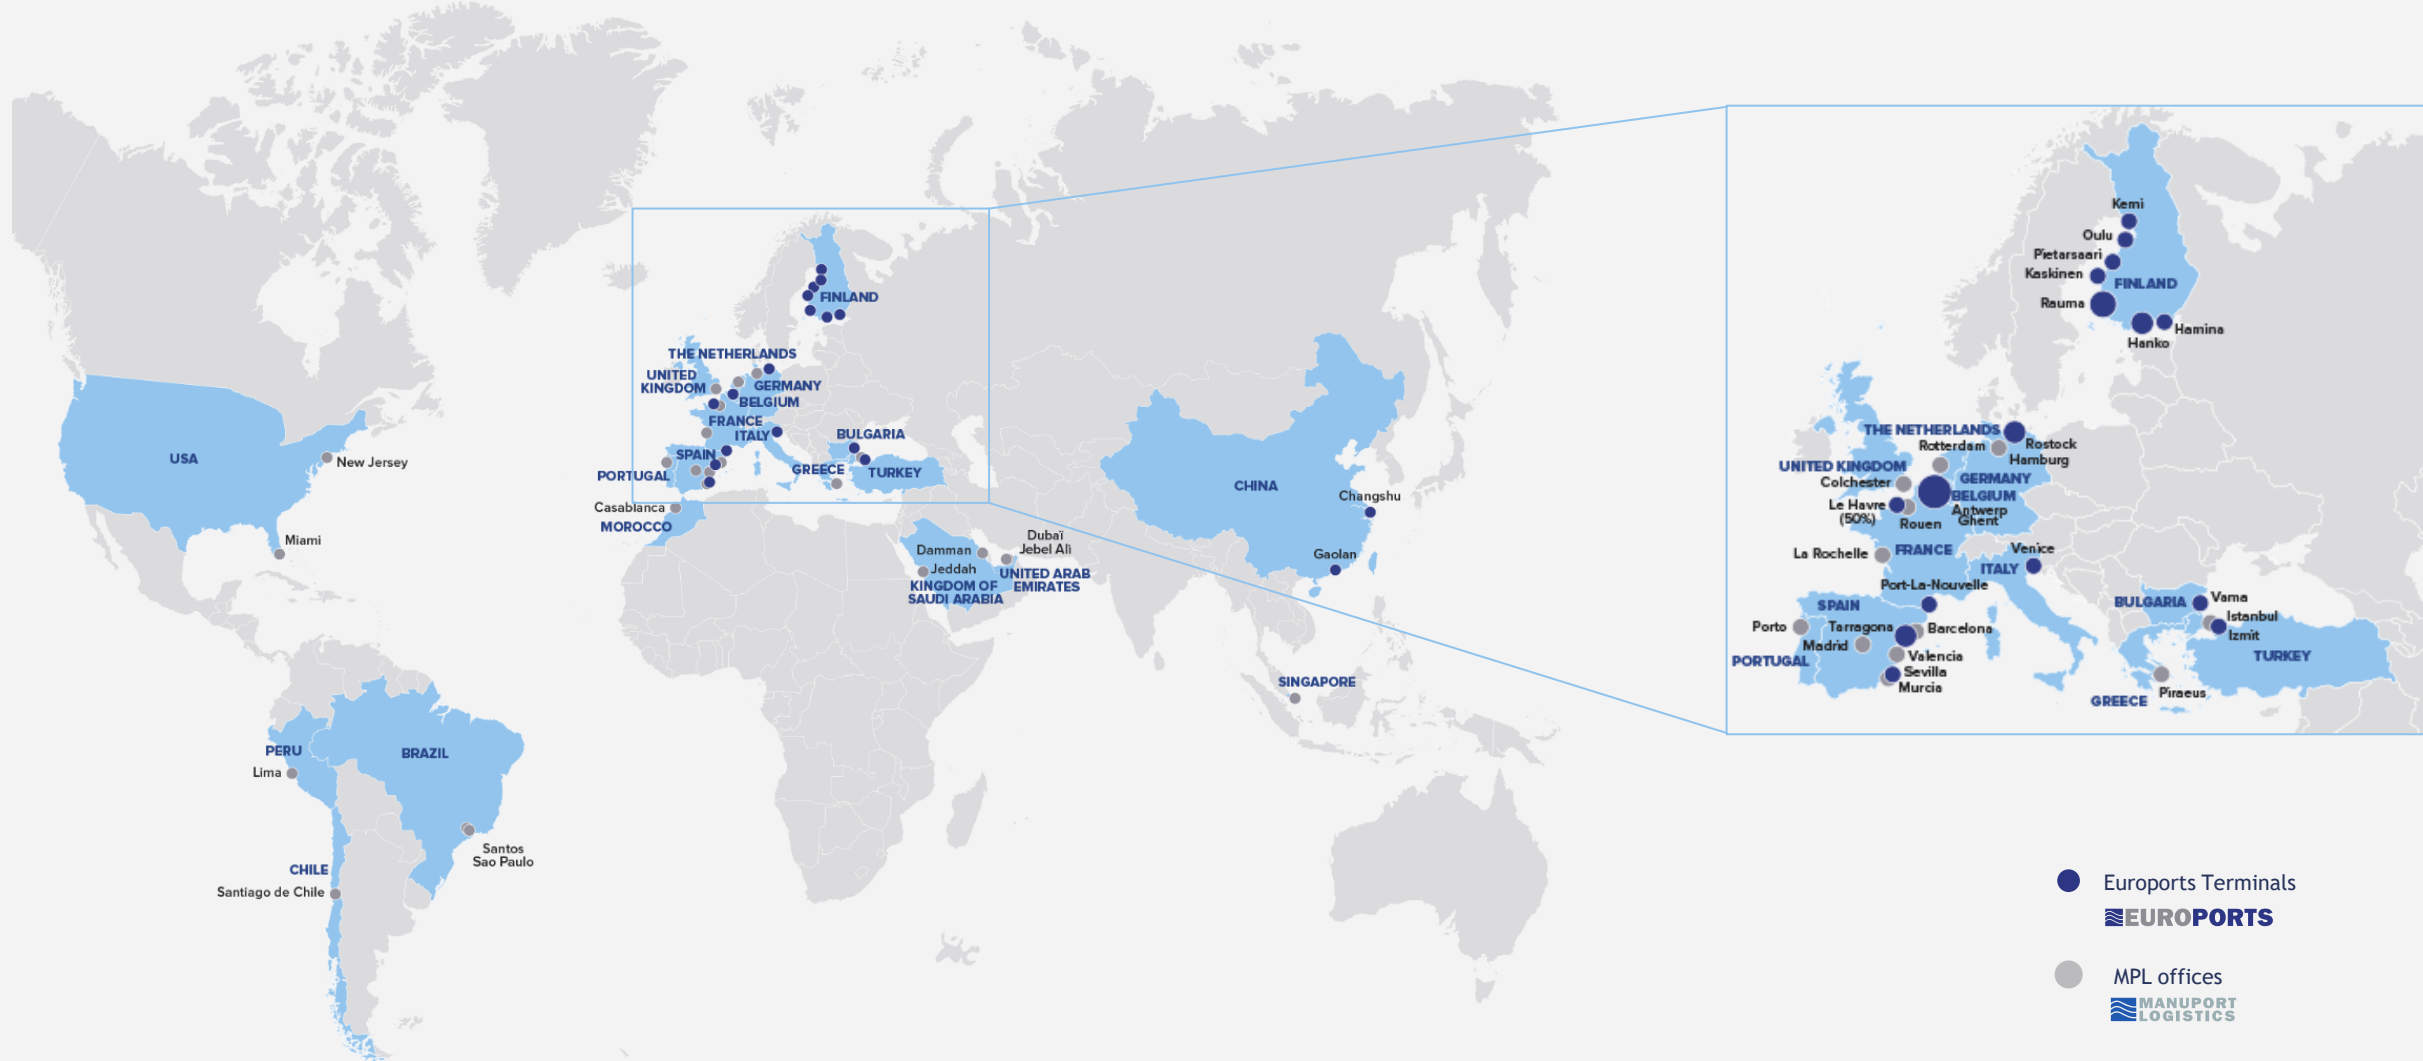 USA
New Jersey
Miami
PERU
Lima
BRAZIL
Santos
Sao Paulo
CHILE
Santiago de Chile
FINLAND
THE NETHERLANDS
UNITED
KINGDOM
GERMANY
BELGIUM
FRANCE
ITALY
BULGARIA
SPAIN
PORTUGAL
GREECE
TURKEY
Casablanca
MOROCCO
Damman
Jeddah
KINGDOM OF
SAUDI ARABIA
Dubaï
Jebel Ali
UNITED ARAB
EMIRATES
CHINA
Changshu
Gaolan
SINGAPORE
Kemi
Oulu
Pietarsaari
Kaskinen
FINLAND
Rauma
Hamina
Hanko
THE NETHERLANDS
Rostock
Rotterdam
Hamburg
UNITED KINGDOM
Colchester
GERMANY
BELGIUM
Le Havre
(50%)
Antwerp
Ghent
Rouen
La Rochelle
FRANCE
Venice
ITALY
Port-La-Nouvelle
SPAIN
BULGARIA
Varna
Istanbul
Izmit
Porto
Tarragona
Barcelona
Madrid
Valencia
PORTUGAL
Sevilla
Murcia
TURKEY
Piraeus
GREECE
Euroports Terminals
EUROPORTS
MPL offices
MANUPORT
LOGISTICS